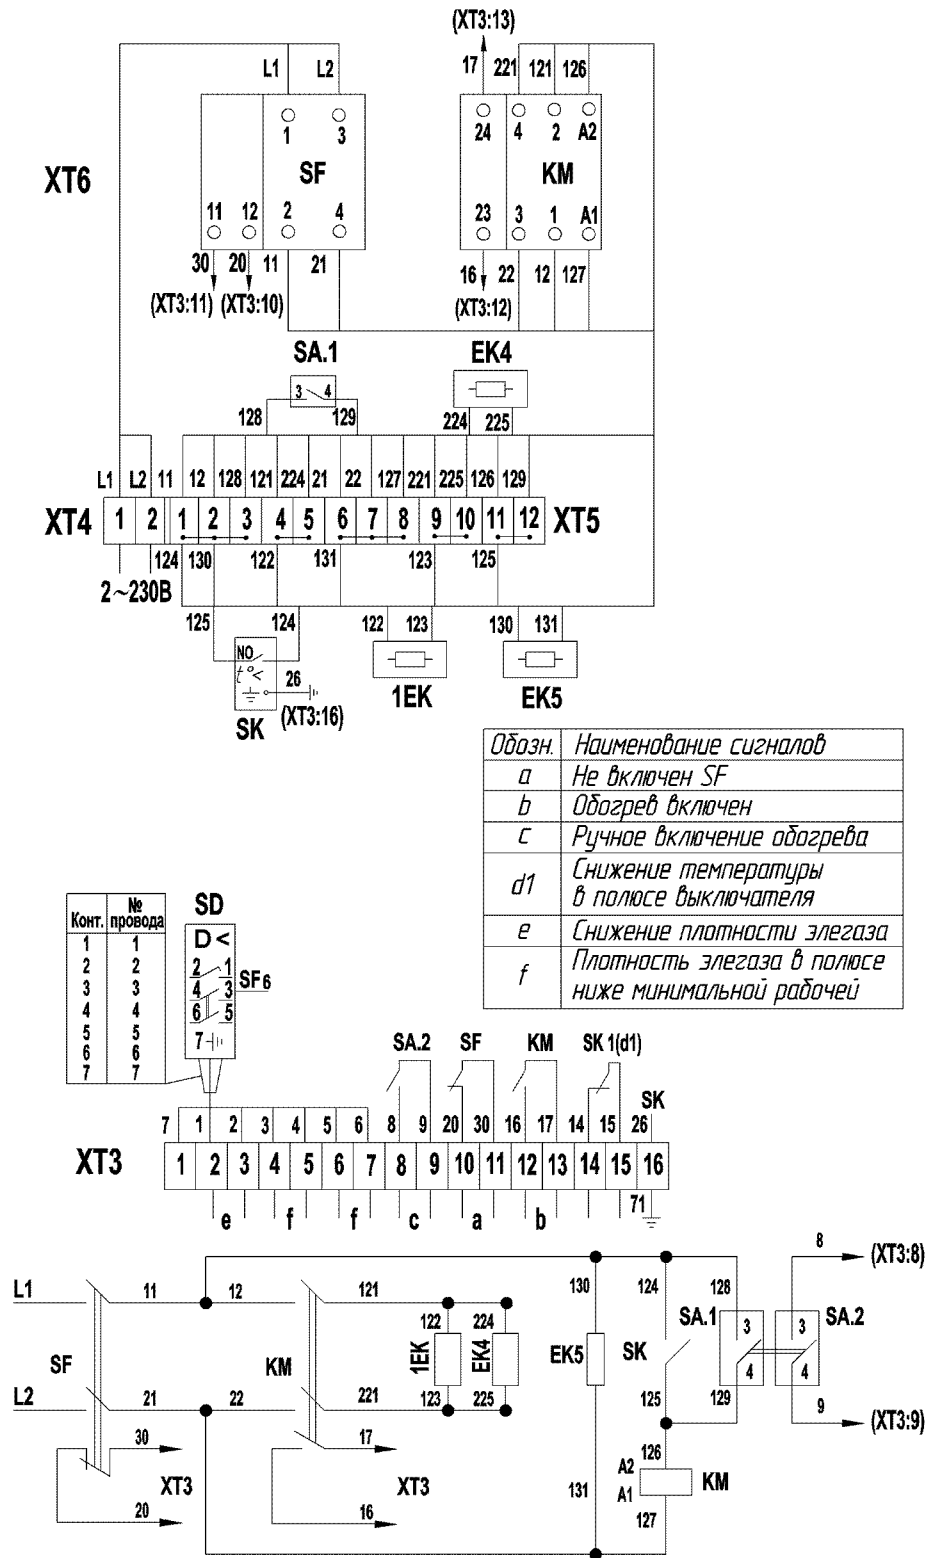 (XT3:13)
L1 L2 17 221 121 126
1 3 24 4 2 A2
XT6 SF KM
11 12 2 4 23 3 1 A1
30 20 11 21 16 22 12 127
(XT3:11) (XT3:10) (XT3:12)
SA.1 EK4
3 4
128 129 224 225
L1 L2 11 12 128 121 224 21 22 127 221 225 126 129
XT4 1 2 1 2 3 4 5 6 7 8 9 10 11 12 XT5
124 130 122 131 123 125
2~230В
125 124 122 123 130 131
NO
t°<
26
SK (XT3:16) 1EK EK5
Обозн. Наименование сигналов
a Не включен SF
b Обогрев включен
c Ручное включение обогрева
d1 Снижение температуры
в полюсе выключателя
e Снижение плотности элегаза
f Плотность элегаза в полюсе
ниже минимальной рабочей
Конт. № провода
1 1
2 2
3 3
4 4
5 5
6 6
7 7
SD
D <
2 1
4 3 SF6
6 5
7
SA.2 SF KM SK 1(d1)
SK
7 1 2 3 4 5 6 8 9 20 30 16 17 14 15 26
XT3 1 2 3 4 5 6 7 8 9 10 11 12 13 14 15 16
71
e f f c a b
8 (XT3:8)
L1 11 12 121 130 124 128
122 224 SA.1 3 3 SA.2
SF KM 1EK EK4 EK5 SK
4 4
L2 21 22 221 123 225 125 129 9 (XT3:9)
30 17 126
XT3 XT3 A2 KM
A1
20 16 131 127